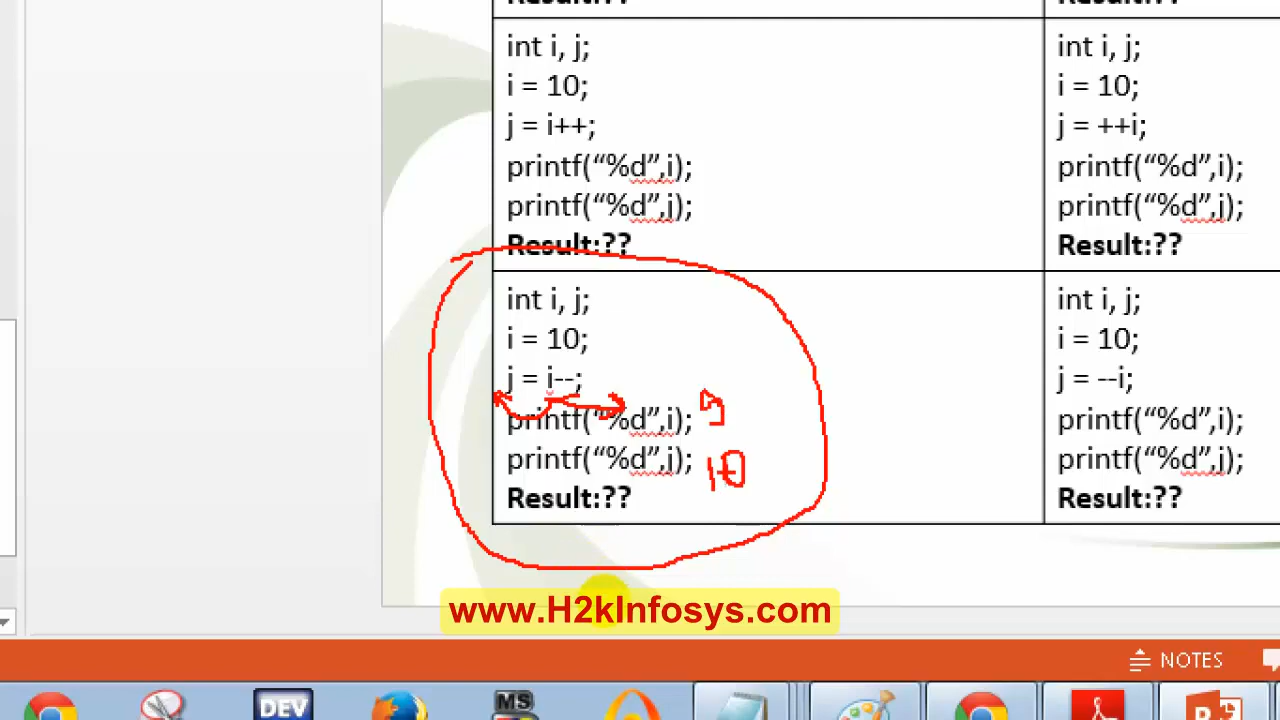 Result:??
Result:??
int i, j;
i = 10;
j = i++;
printf(“%d”,i);
printf(“%d”,j);
Result:??
int i, j;
i = 10;
j = ++i;
printf(“%d”,i);
printf(“%d”,j);
Result:??
int i, j;
i = 10;
j = i--;
printf(“%d”,i); 9
printf(“%d”,j); 10
Result:??
int i, j;
i = 10;
j = --i;
printf(“%d”,i);
printf(“%d”,j);
Result:??
www.H2kInfosys.com
NOTES
DEV
MS